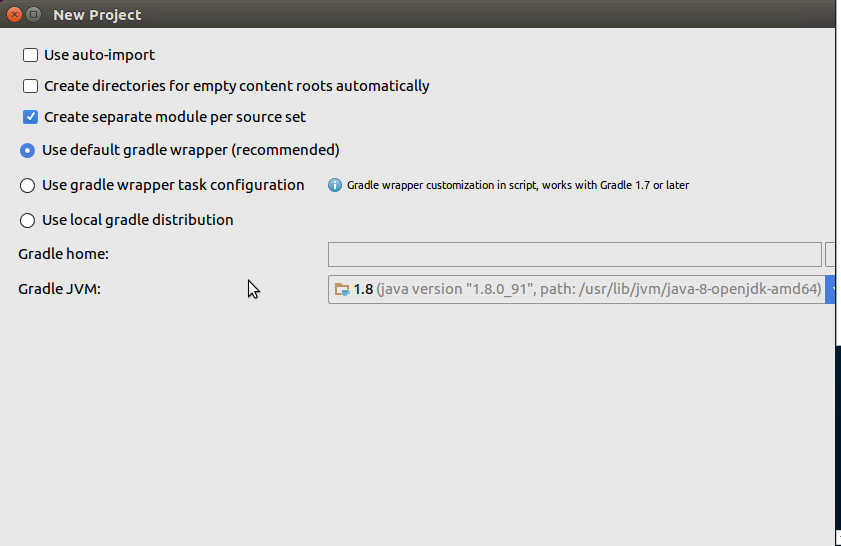 New Project
Use auto-import
Create directories for empty content roots automatically
Create separate module per source set
Use default gradle wrapper (recommended)
Use gradle wrapper task configuration Gradle wrapper customization in script, works with Gradle 1.7 or later
Use local gradle distribution
Gradle home:
Gradle JVM: 1.8 (java version "1.8.0_91", path: /usr/lib/jvm/java-8-openjdk-amd64)